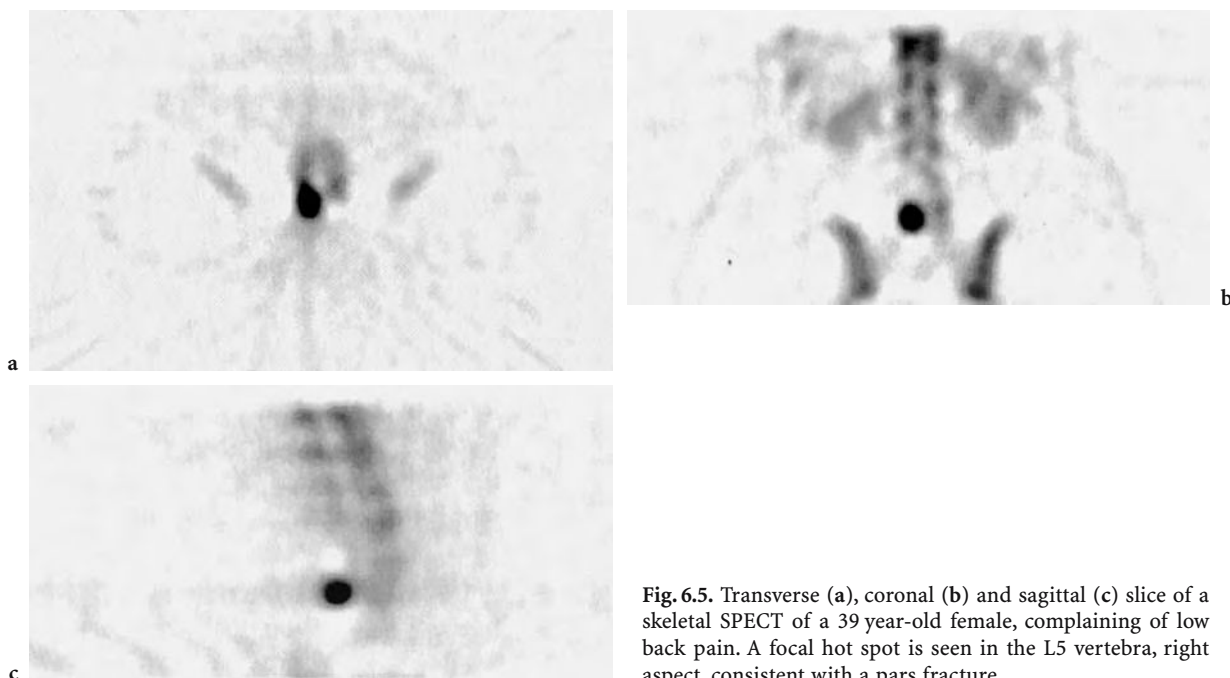 a
b
c
Fig. 6.5. Transverse (a), coronal (b) and sagittal (c) slice of a
skeletal SPECT of a 39 year-old female, complaining of low
back pain. A focal hot spot is seen in the L5 vertebra, right
aspect, consistent with a pars fracture